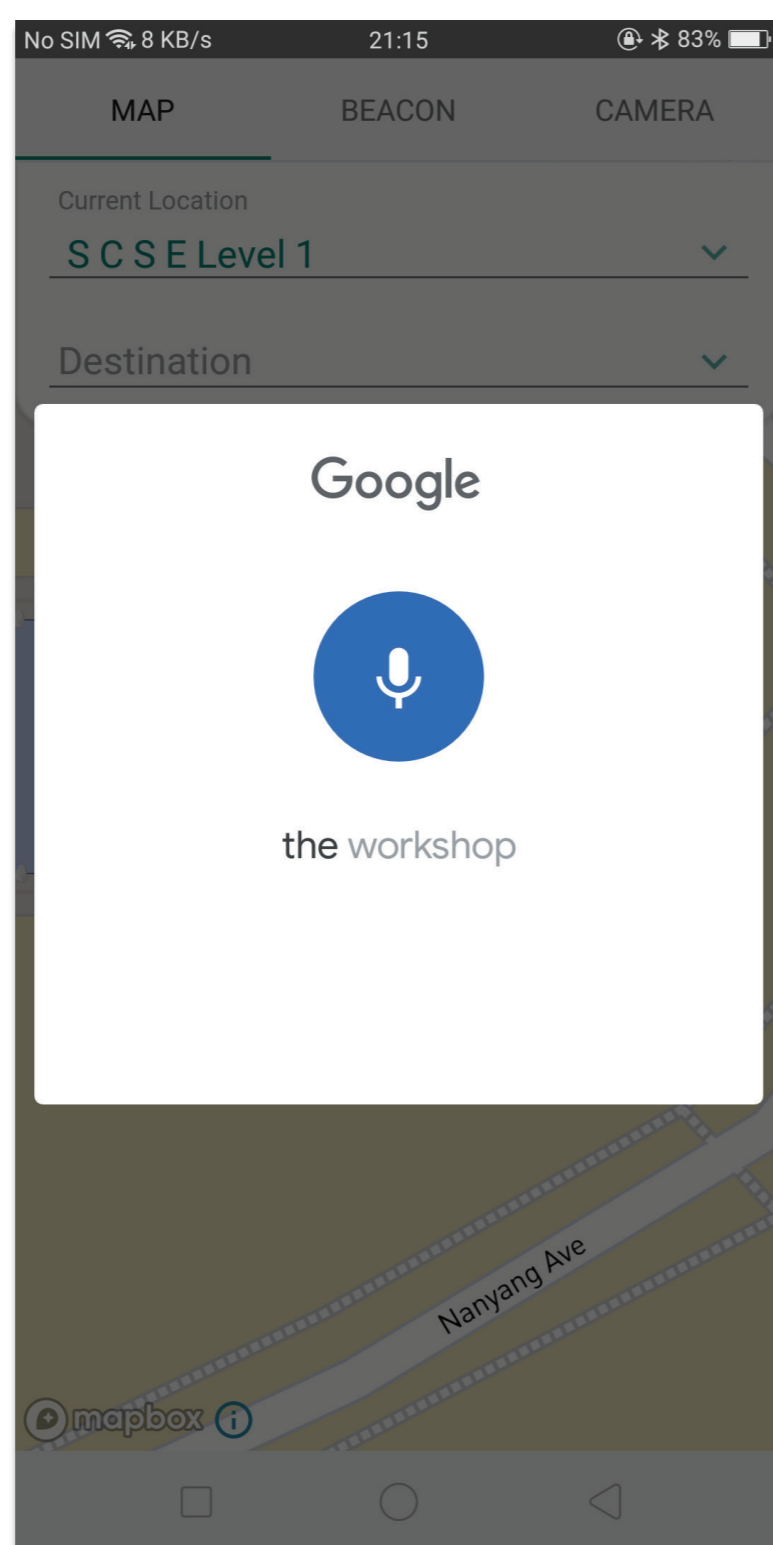 No SIM 8 KB/s 21:15 83%
MAP BEACON CAMERA
Current Location
S C S E Level 1
Destination
Google
the workshop
Nanyang Ave
mapbox i